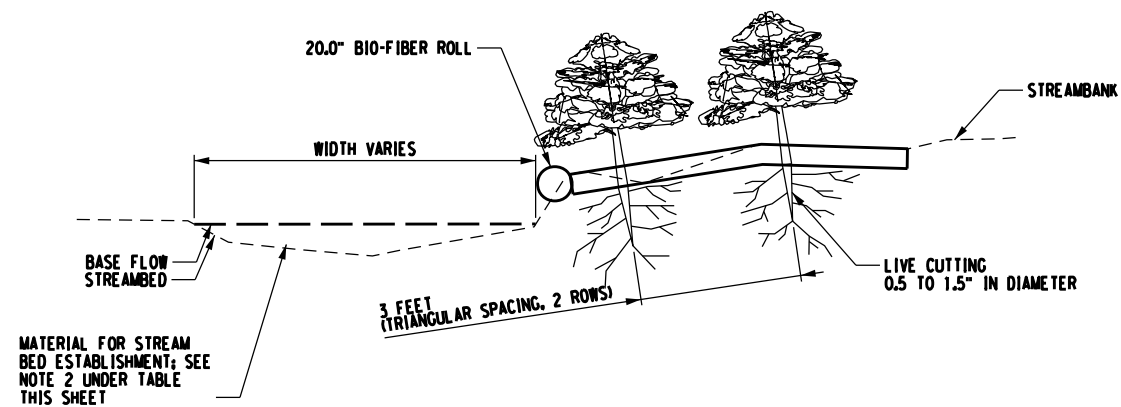 20.0" BIO-FIBER ROLL
STREAMBANK
WIDTH VARIES
BASE FLOW
STREAMBED
LIVE CUTTING
0.5 TO 1.5" IN DIAMETER
3 FEET
(TRIANGULAR SPACING, 2 ROWS)
MATERIAL FOR STREAM
BED ESTABLISHMENT; SEE
NOTE 2 UNDER TABLE
THIS SHEET